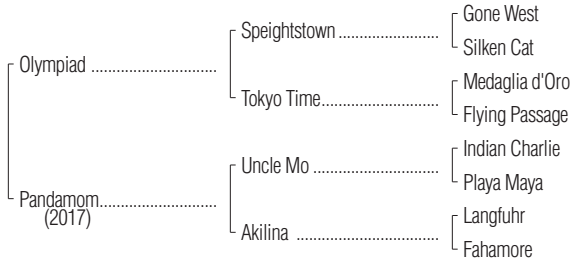 Gone West
Speightstown
Silken Cat
Olympiad
Medaglia d'Oro
Tokyo Time
Flying Passage
Indian Charlie
Uncle Mo
Playa Maya
Pandamom
(2017)
Langfuhr
Akilina
Fahamore